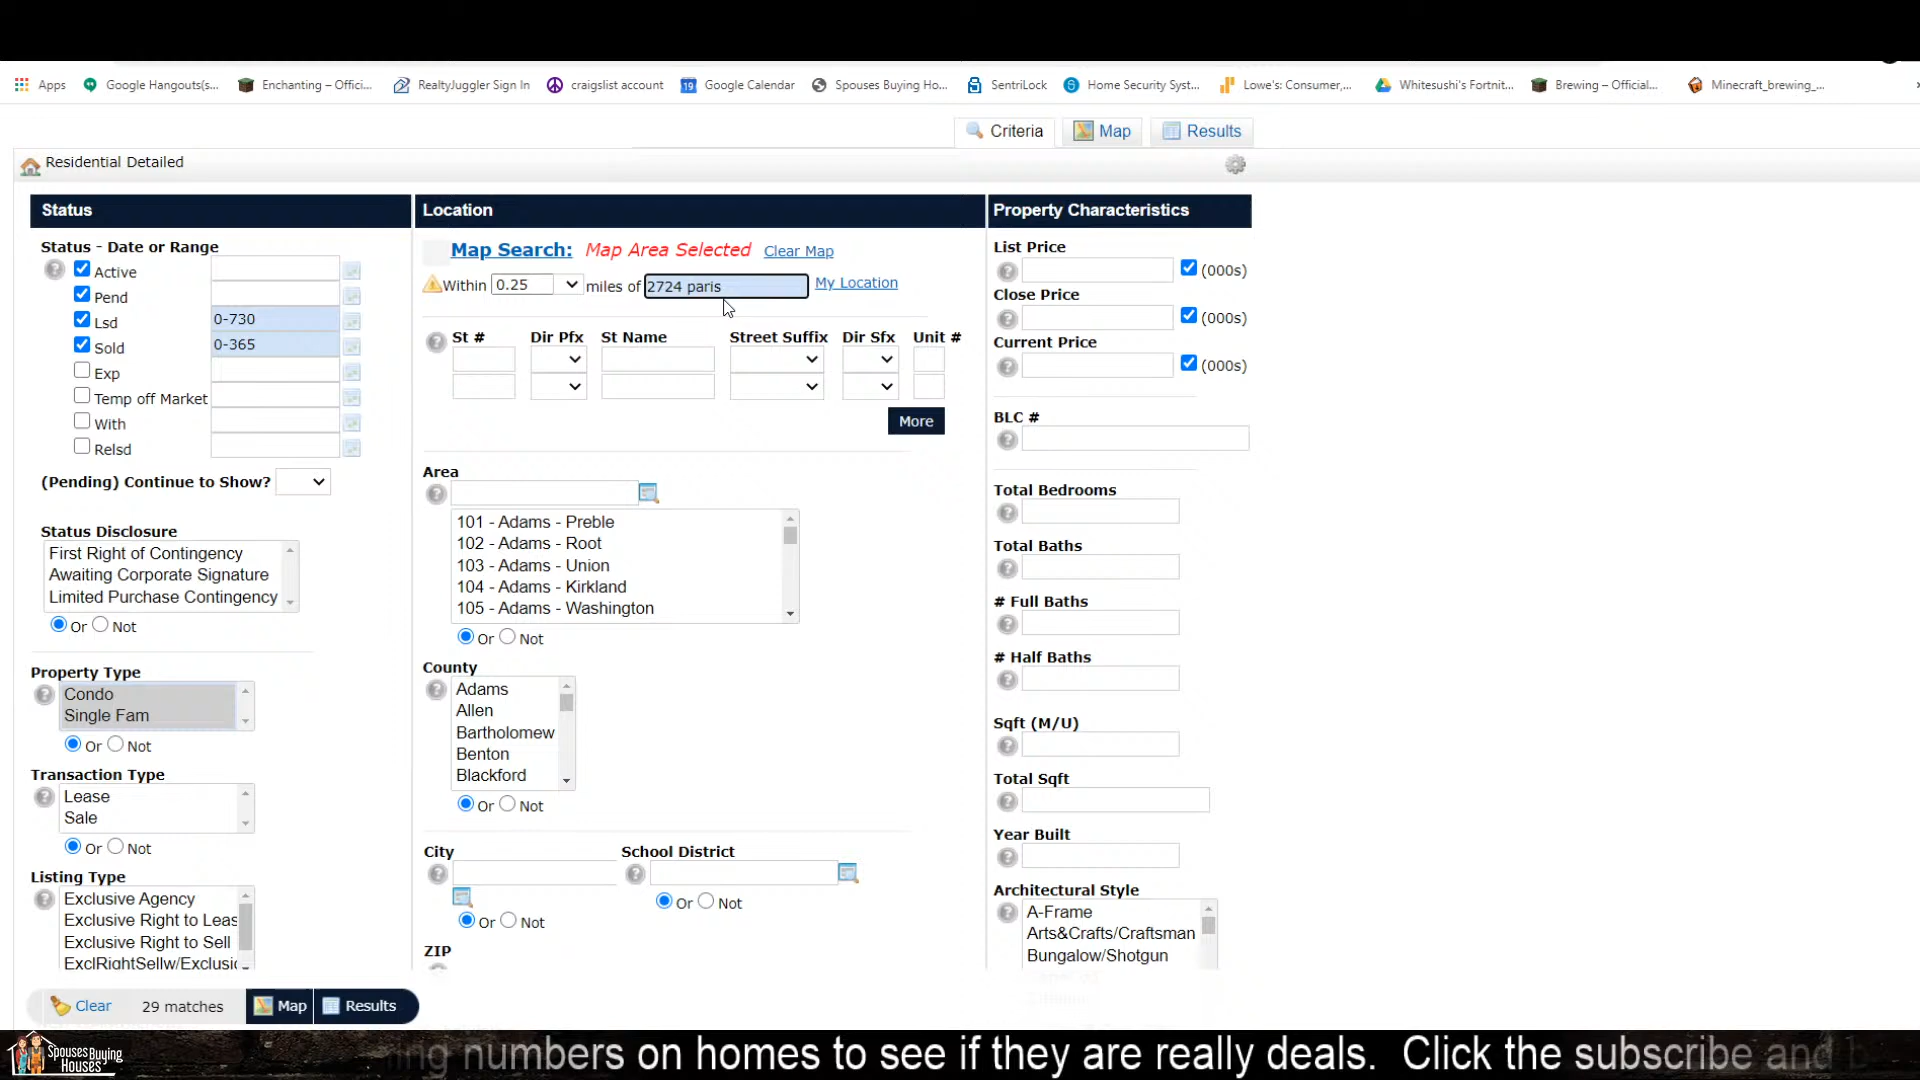 Apps Google Hangouts(s... Enchanting – Offici... RealtyJuggler Sign In craigslist account 19 Google Calendar Spouses Buying Ho... SentriLock Home Security Syst... Lowe's: Consumer,... Whitesushi's Fortnit... Brewing – Official... Minecraft_brewing_...
Criteria Map Results
Residential Detailed
Status
Status - Date or Range
Active
Pend
Lsd 0-730
Sold 0-365
Exp
Temp off Market
With
Relsd
(Pending) Continue to Show?
Status Disclosure
First Right of Contingency
Awaiting Corporate Signature
Limited Purchase Contingency
Or Not
Property Type
Condo
Single Fam
Or Not
Transaction Type
Lease
Sale
Or Not
Listing Type
Exclusive Agency
Exclusive Right to Leas
Exclusive Right to Sell
ExclRightSellw/Exclusi
Location
Map Search: Map Area Selected Clear Map
Within 0.25 miles of 2724 paris My Location
St # Dir Pfx St Name Street Suffix Dir Sfx Unit #
More
Area
101 - Adams - Preble
102 - Adams - Root
103 - Adams - Union
104 - Adams - Kirkland
105 - Adams - Washington
Or Not
County
Adams
Allen
Bartholomew
Benton
Blackford
Or Not
City School District
Or Not
Or Not
ZIP
Property Characteristics
List Price
(000s)
Close Price
(000s)
Current Price
(000s)
BLC #
Total Bedrooms
Total Baths
# Full Baths
# Half Baths
Sqft (M/U)
Total Sqft
Year Built
Architectural Style
A-Frame
Arts&Crafts/Craftsman
Bungalow/Shotgun
Clear 29 matches Map Results
Spouses Buying
Houses
ing numbers on homes to see if they are really deals. Click the subscribe and b